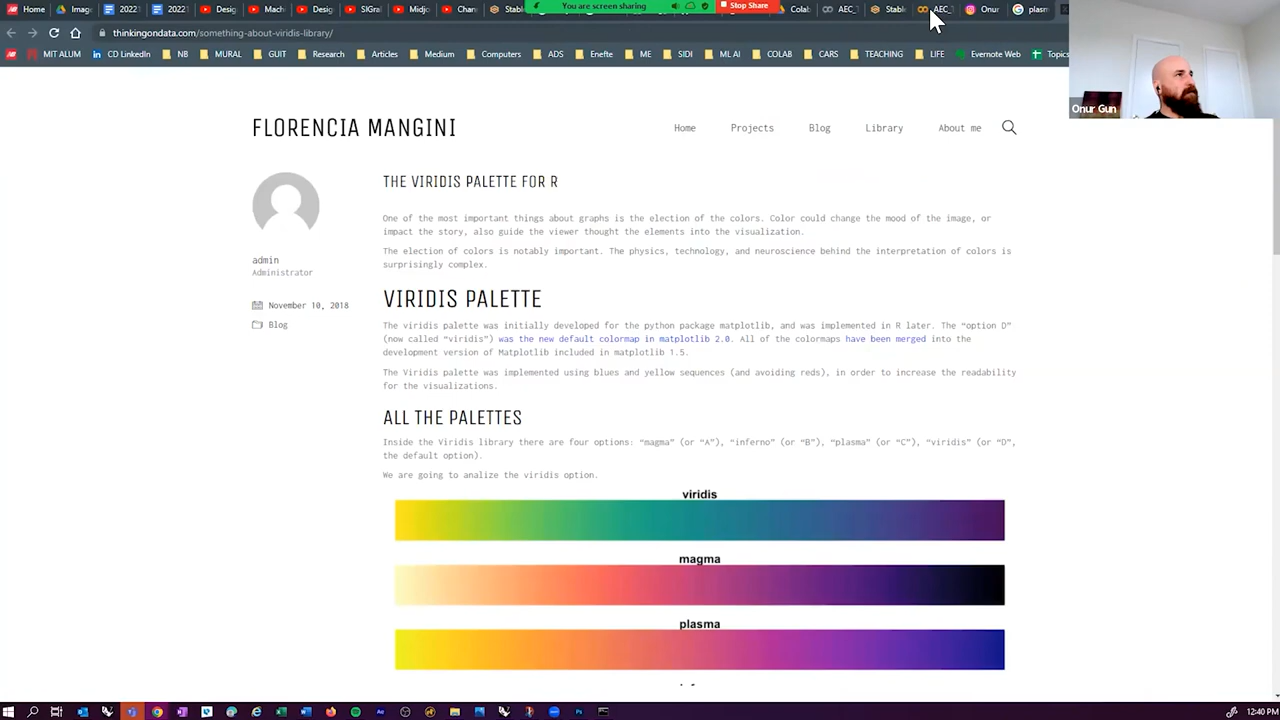 Home
Imag
2022
2022
Desig
Mach
Desig
SIGra
Midjo
Chan
Stabl
You are screen sharing
Stop Share
Colab
AEC_
Stabl
AEC_
Onur
plasm
thinkingondata.com/something-about-viridis-library/
MIT ALUM
CD LinkedIn
NB
MURAL
GUIT
Research
Articles
Medium
Computers
ADS
Enefte
ME
SIDI
ML AI
COLAB
CARS
TEACHING
LIFE
Evernote Web
Topics
Onur Gun
FLORENCIA MANGINI
Home
Projects
Blog
Library
About me
admin
Administrator
November 10, 2018
Blog
THE VIRIDIS PALETTE FOR R
One of the most important things about graphs is the election of the colors. Color could change the mood of the image, or
impact the story, also guide the viewer thought the elements into the visualization.
The election of colors is notably important. The physics, technology, and neuroscience behind the interpretation of colors is
surprisingly complex.
VIRIDIS PALETTE
The viridis palette was initially developed for the python package matplotlib, and was implemented in R later. The “option D”
(now called “viridis”) was the new default colormap in matplotlib 2.0. All of the colormaps have been merged into the
development version of Matplotlib included in matplotlib 1.5.
The Viridis palette was implemented using blues and yellow sequences (and avoiding reds), in order to increase the readability
for the visualizations.
ALL THE PALETTES
Inside the Viridis library there are four options: “magma” (or “A”), “inferno” (or “B”), “plasma” (or “C”), “viridis” (or “D”,
the default option).
We are going to analize the viridis option.
viridis
magma
plasma
12:40 PM